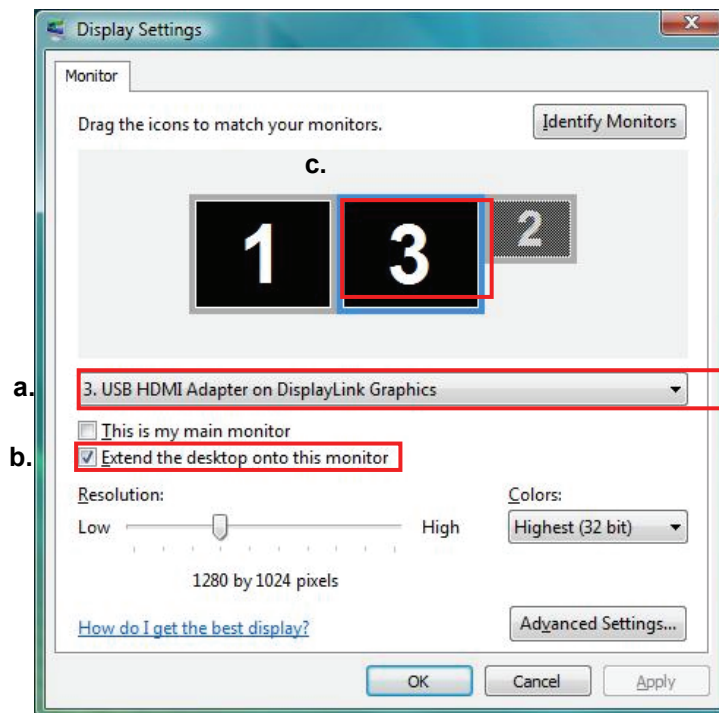 Display Settings
Monitor
Drag the icons to match your monitors.
Identify Monitors
c.
1
3
2
a.
3. USB HDMI Adapter on DisplayLink Graphics
This is my main monitor
b.
Extend the desktop onto this monitor
Resolution:
Colors:
Low
High
Highest (32 bit)
1280 by 1024 pixels
How do I get the best display?
Advanced Settings...
OK
Cancel
Apply